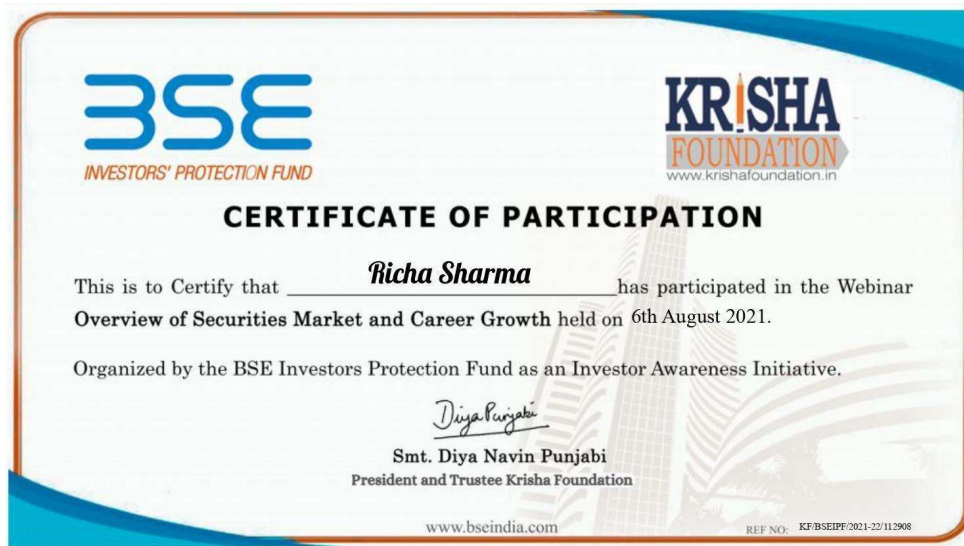 BSE
INVESTORS' PROTECTION FUND
KRISHA
FOUNDATION
www.krishafoundation.in
CERTIFICATE OF PARTICIPATION
This is to Certify that Richa Sharma has participated in the Webinar
Overview of Securities Market and Career Growth held on 6th August 2021.
Organized by the BSE Investors Protection Fund as an Investor Awareness Initiative.
Diya Punjabi
Smt. Diya Navin Punjabi
President and Trustee Krisha Foundation
www.bseindia.com
REF NO: KF/BSEIPF/2021-22/112908